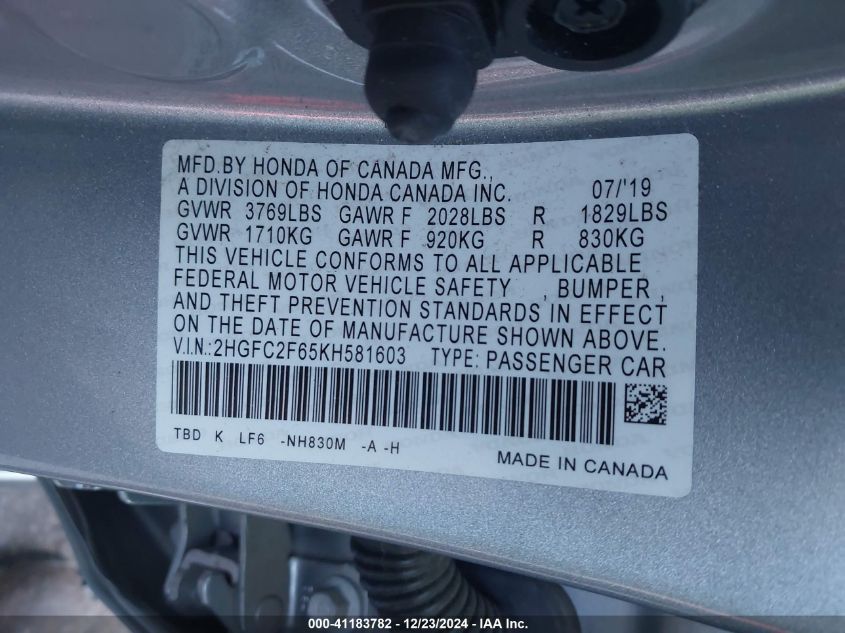 MFD.BY HONDA OF CANADA MFG.,
A DIVISION OF HONDA CANADA INC. 07/'19
GVWR 3769LBS GAWR F 2028LBS R 1829LBS
GVWR 1710KG GAWR F 920KG R 830KG
THIS VEHICLE CONFORMS TO ALL APPLICABLE
FEDERAL MOTOR VEHICLE SAFETY , BUMPER ,
AND THEFT PREVENTION STANDARDS IN EFFECT
ON THE DATE OF MANUFACTURE SHOWN ABOVE.
V.I.N.:2HGFC2F65KH581603 TYPE: PASSENGER CAR
TBD K LF6 -NH830M -A -H
MADE IN CANADA
000-41183782 / 12/23/2024 - IAA Inc.